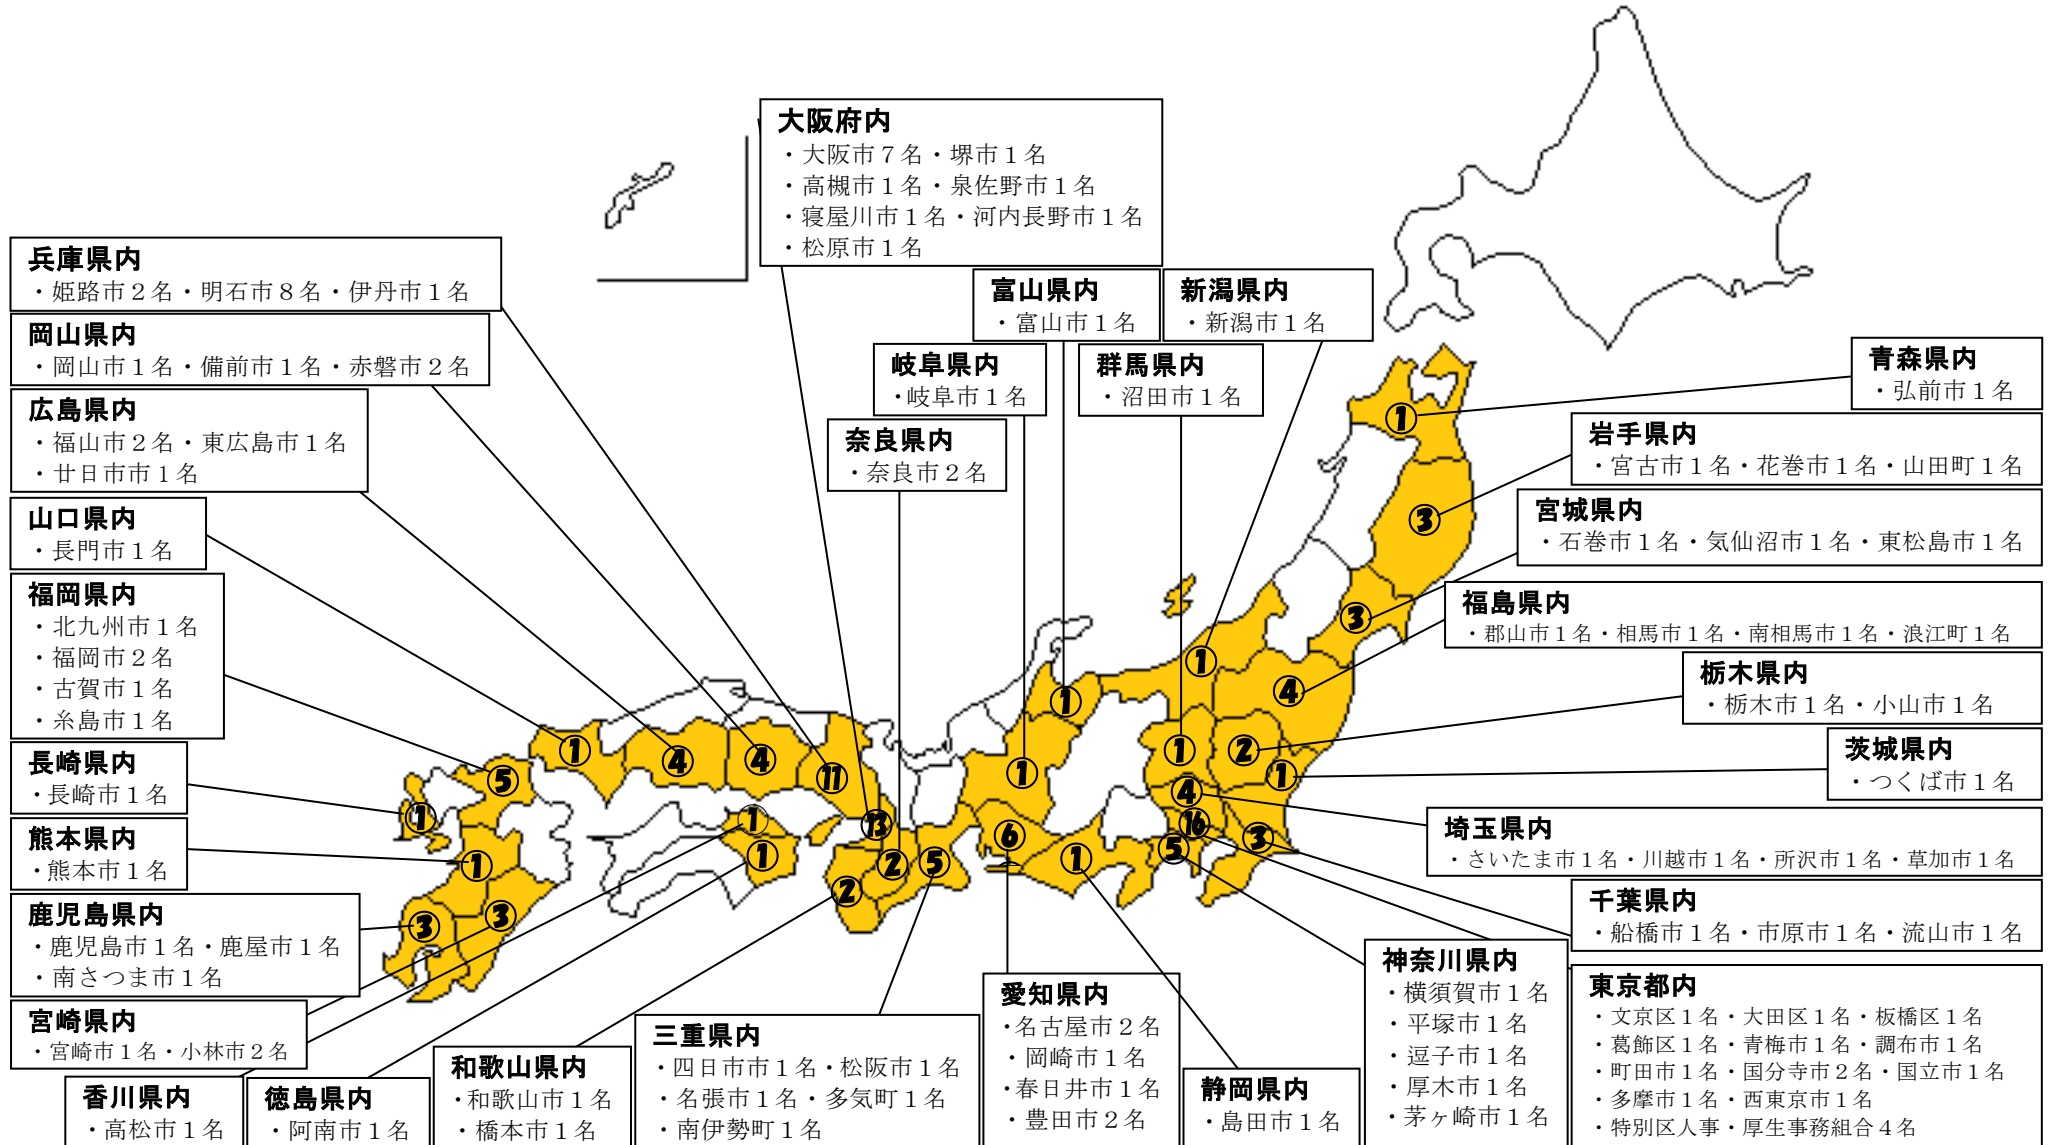 大阪府内
・大阪市７名・堺市１名
・高槻市１名・泉佐野市１名
・寝屋川市１名・河内長野市１名
・松原市１名
兵庫県内
・姫路市２名・明石市８名・伊丹市１名
岡山県内
・岡山市１名・備前市１名・赤磐市２名
広島県内
・福山市２名・東広島市１名
・廿日市市１名
山口県内
・長門市１名
福岡県内
・北九州市１名
・福岡市２名
・古賀市１名
・糸島市１名
長崎県内
・長崎市１名
熊本県内
・熊本市１名
鹿児島県内
・鹿児島市１名・鹿屋市１名
・南さつま市１名
宮崎県内
・宮崎市１名・小林市２名
香川県内
・高松市１名
徳島県内
・阿南市１名
和歌山県内
・和歌山市１名
・橋本市１名
三重県内
・四日市市１名・松阪市１名
・名張市１名・多気町１名
・南伊勢町１名
愛知県内
・名古屋市２名
・岡崎市１名
・春日井市１名
・豊田市２名
静岡県内
・島田市１名
神奈川県内
・横須賀市１名
・平塚市１名
・逗子市１名
・厚木市１名
・茅ヶ崎市１名
東京都内
・文京区１名・大田区１名・板橋区１名
・葛飾区１名・青梅市１名・調布市１名
・町田市１名・国分寺市２名・国立市１名
・多摩市１名・西東京市１名
・特別区人事・厚生事務組合４名
千葉県内
・船橋市１名・市原市１名・流山市１名
埼玉県内
・さいたま市１名・川越市１名・所沢市１名・草加市１名
茨城県内
・つくば市１名
栃木県内
・栃木市１名・小山市１名
福島県内
・郡山市１名・相馬市１名・南相馬市１名・浪江町１名
宮城県内
・石巻市１名・気仙沼市１名・東松島市１名
岩手県内
・宮古市１名・花巻市１名・山田町１名
青森県内
・弘前市１名
新潟県内
・新潟市１名
富山県内
・富山市１名
群馬県内
・沼田市１名
岐阜県内
・岐阜市１名
奈良県内
・奈良市２名
1
3
3
1
4
1
1
2
1
1
4
16
3
5
6
1
5
2
2
13
11
4
4
1
1
1
5
1
1
3
3